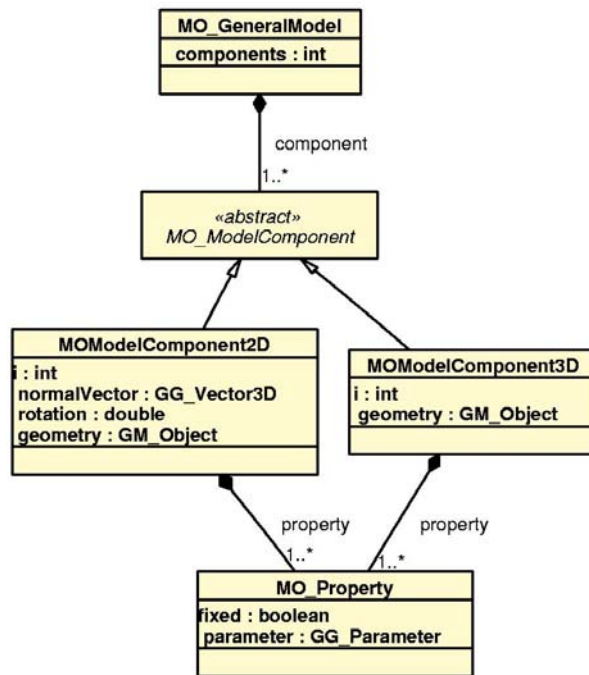 MO_GeneralModel
components : int
component
1..*
«abstract»
MO_ModelComponent
MOModelComponent2D
i : int
normalVector : GG_Vector3D
rotation : double
geometry : GM_Object
MOModelComponent3D
i : int
geometry : GM_Object
property
1..*
property
1..*
MO_Property
fixed : boolean
parameter : GG_Parameter